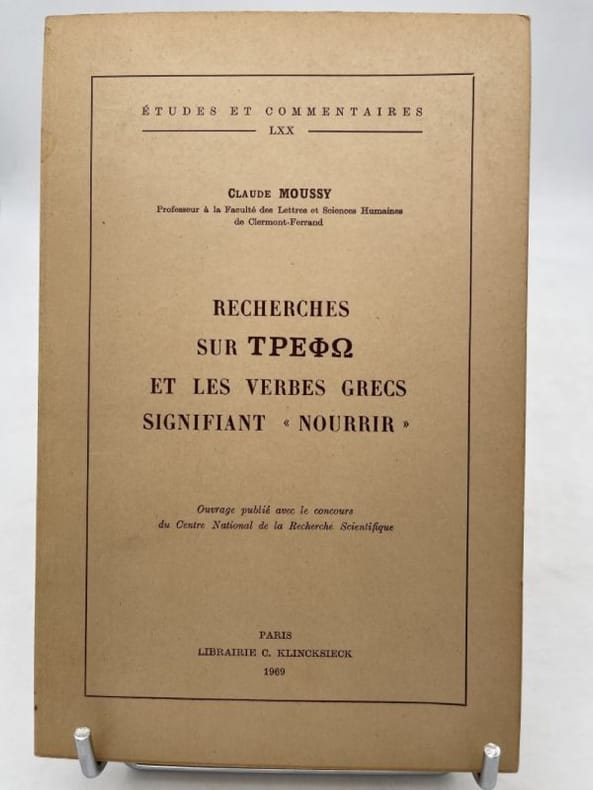 ÉTUDES ET COMMENTAIRES
LXX
CLAUDE MOUSSY
Professeur à la Faculté des Lettres et Sciences Humaines
de Clermont-Ferrand
RECHERCHES
SUR ΤΡΕΦΩ
ET LES VERBES GRECS
SIGNIFIANT « NOURRIR »
Ouvrage publié avec le concours
du Centre National de la Recherche Scientifique
PARIS
LIBRAIRIE C. KLINCKSIECK
1969